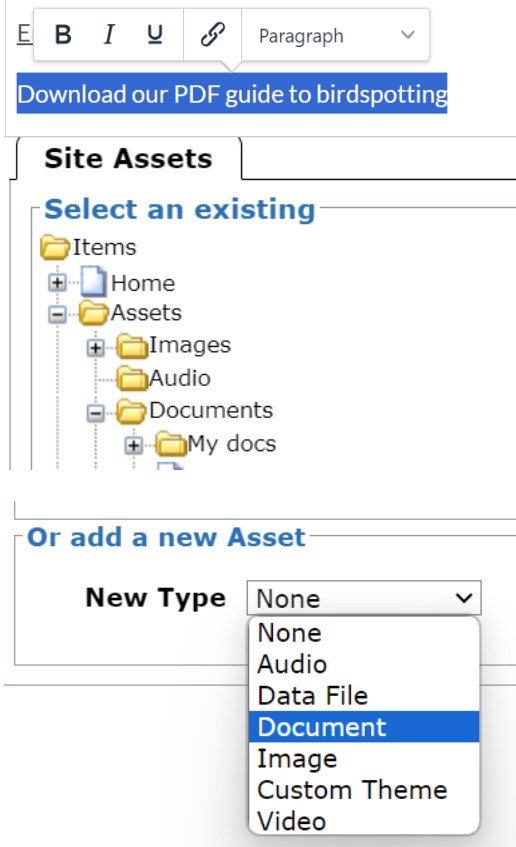 B I U Paragraph
Download our PDF guide to birdspotting
Site Assets
Select an existing
Items
Home
Assets
Images
Audio
Documents
My docs
Or add a new Asset
New Type None
None
Audio
Data File
Document
Image
Custom Theme
Video